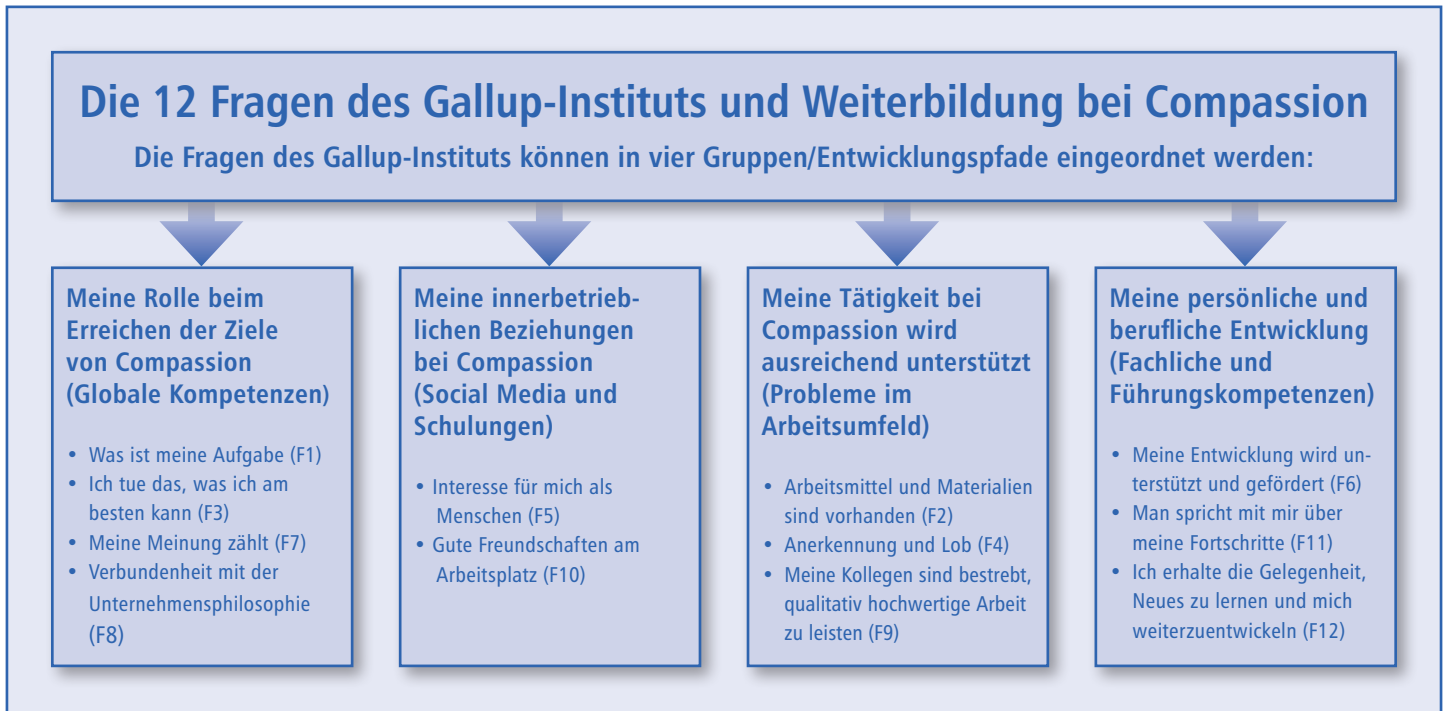 Die 12 Fragen des Gallup-Instituts und Weiterbildung bei Compassion
Die Fragen des Gallup-Instituts können in vier Gruppen/Entwicklungspfade eingeordnet werden:
Meine Rolle beim
Erreichen der Ziele
von Compassion
(Globale Kompetenzen)
• Was ist meine Aufgabe (F1)
• Ich tue das, was ich am
besten kann (F3)
• Meine Meinung zählt (F7)
• Verbundenheit mit der
Unternehmensphilosophie
(F8)
Meine innerbetrieb-
lichen Beziehungen
bei Compassion
(Social Media und
Schulungen)
• Interesse für mich als
Menschen (F5)
• Gute Freundschaften am
Arbeitsplatz (F10)
Meine Tätigkeit bei
Compassion wird
ausreichend unterstützt
(Probleme im
Arbeitsumfeld)
• Arbeitsmittel und Materialien
sind vorhanden (F2)
• Anerkennung und Lob (F4)
• Meine Kollegen sind bestrebt,
qualitativ hochwertige Arbeit
zu leisten (F9)
Meine persönliche und
berufliche Entwicklung
(Fachliche und
Führungskompetenzen)
• Meine Entwicklung wird un-
terstützt und gefördert (F6)
• Man spricht mit mir über
meine Fortschritte (F11)
• Ich erhalte die Gelegenheit,
Neues zu lernen und mich
weiterzuentwickeln (F12)